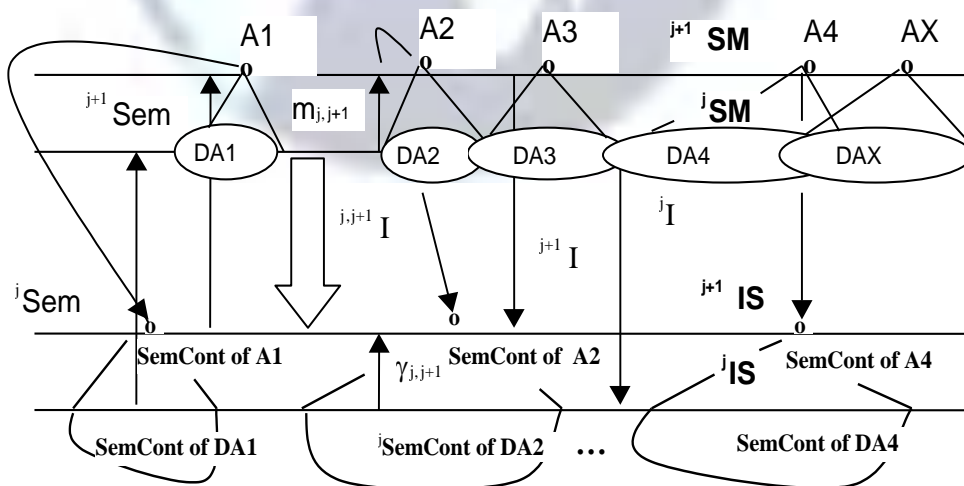 A1 A2 A3 j+1 SM A4 AX
j+1 Sem m j, j+1 j SM
DA1 DA2 DA3 DA4 DAX
j,j+1 I j+1 I j I
j Sem j+1 IS
SemCont of A1 SemCont of A2 SemCont of A4
γ j,j+1 j IS
SemCont of DA1 j SemCont of DA2 ... SemCont of DA4